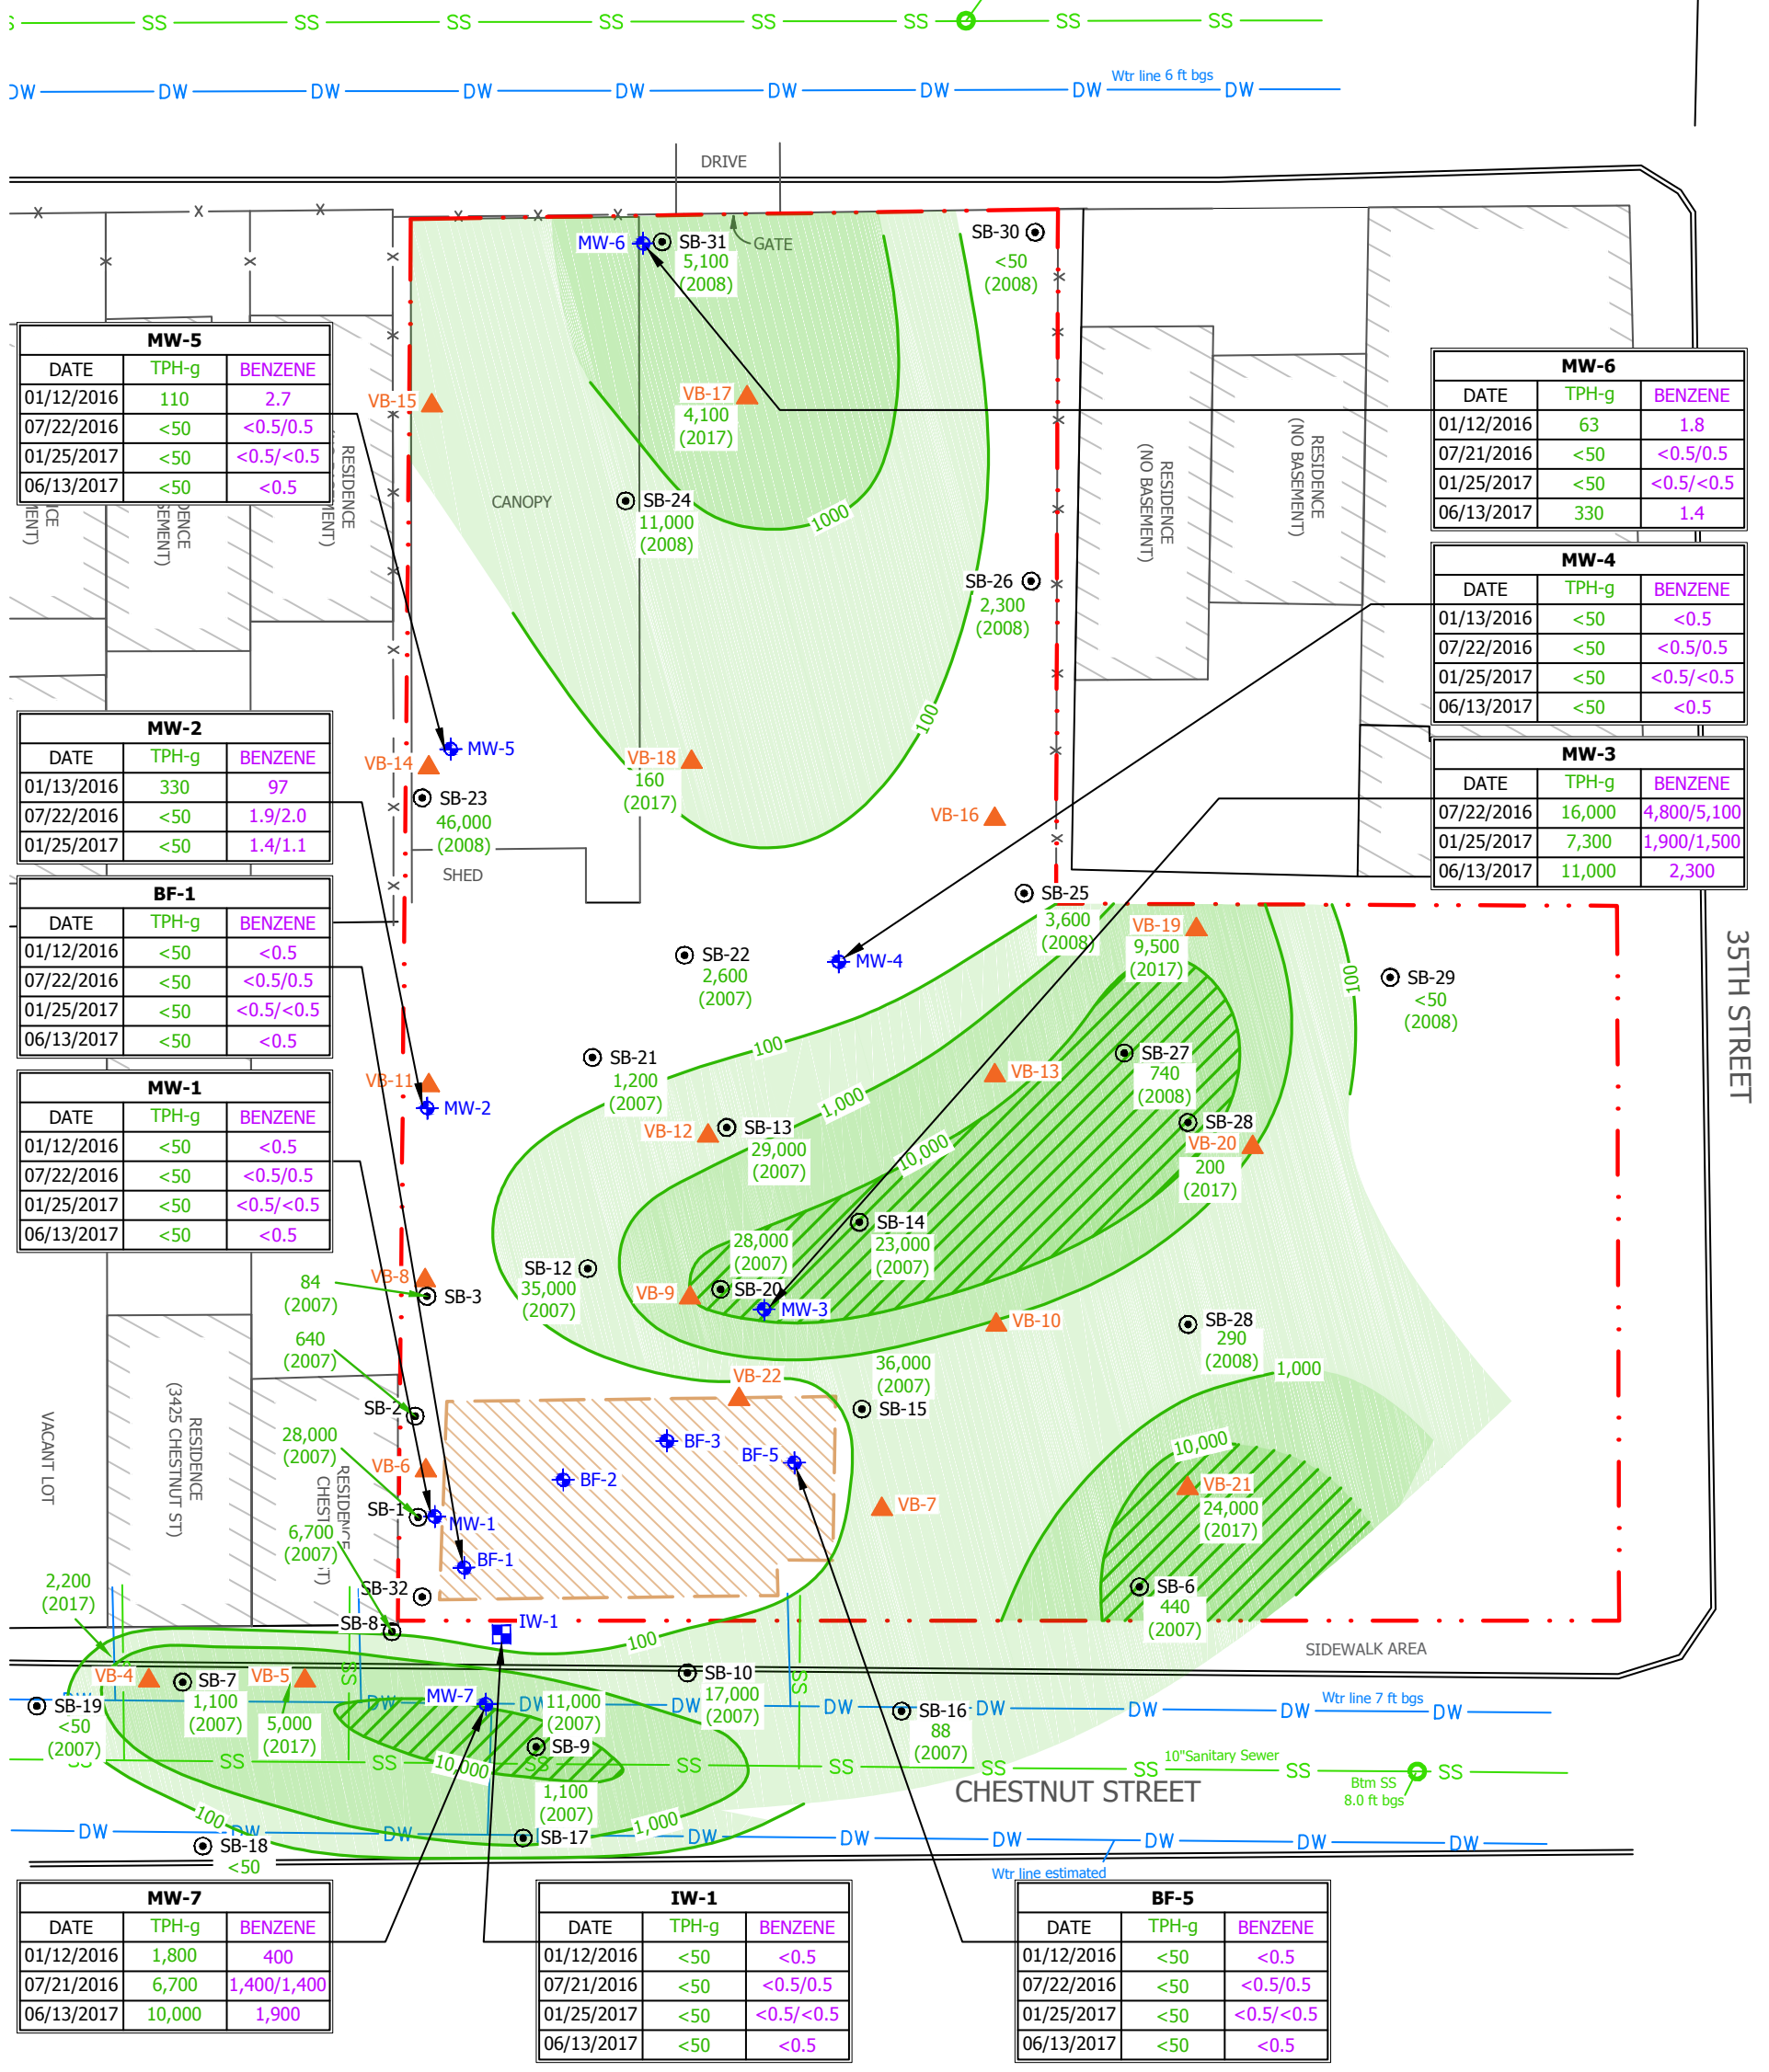 SS SS SS SS SS SS SS SS SS
Wtr line 6 ft bgs
DW DW DW DW DW DW DW DW DW
DRIVE
GATE
MW-6
SB-31
5,100
(2008)
SB-30
<50
(2008)
MW-5
DATE TPH-g BENZENE
01/12/2016 110 2.7
07/22/2016 <50 <0.5/0.5
01/25/2017 <50 <0.5/<0.5
06/13/2017 <50 <0.5
MW-6
DATE TPH-g BENZENE
01/12/2016 63 1.8
07/21/2016 <50 <0.5/0.5
01/25/2017 <50 <0.5/<0.5
06/13/2017 330 1.4
VB-15
VB-17
4,100
(2017)
RESIDENCE
RESIDENCE
(NO BASEMENT)
RESIDENCE
(NO BASEMENT)
CANOPY
SB-24
11,000
(2008)
1000
SB-26
2,300
(2008)
MW-4
DATE TPH-g BENZENE
01/13/2016 <50 <0.5
07/22/2016 <50 <0.5/0.5
01/25/2017 <50 <0.5/<0.5
06/13/2017 <50 <0.5
100
MW-2
DATE TPH-g BENZENE
01/13/2016 330 97
07/22/2016 <50 1.9/2.0
01/25/2017 <50 1.4/1.1
MW-5
VB-14
VB-18
160
(2017)
SB-23
46,000
(2008)
VB-16
SHED
MW-3
DATE TPH-g BENZENE
07/22/2016 16,000 4,800/5,100
01/25/2017 7,300 1,900/1,500
06/13/2017 11,000 2,300
BF-1
DATE TPH-g BENZENE
01/12/2016 <50 <0.5
07/22/2016 <50 <0.5/0.5
01/25/2017 <50 <0.5/<0.5
06/13/2017 <50 <0.5
SB-25
3,600
(2008)
VB-19
9,500
(2017)
SB-22
2,600
(2007)
MW-4
100
SB-29
<50
(2008)
35TH STREET
SB-21
1,200
(2007)
100
VB-11
MW-2
VB-13
SB-27
740
(2008)
1,000
MW-1
DATE TPH-g BENZENE
01/12/2016 <50 <0.5
07/22/2016 <50 <0.5/0.5
01/25/2017 <50 <0.5/<0.5
06/13/2017 <50 <0.5
VB-12
SB-13
29,000
(2007)
10,000
SB-28
VB-20
200
(2017)
SB-14
23,000
(2007)
28,000
(2007)
SB-12
35,000
(2007)
VB-9
SB-20
MW-3
VB-10
SB-28
290
(2008)
84
(2007)
VB-8
SB-3
640
(2007)
SB-2
VB-22
36,000
(2007)
SB-15
1,000
VACANT LOT
RESIDENCE
(3425 CHESTNUT ST)
28,000
(2007)
VB-6
SB-1
MW-1
BF-3
BF-2
BF-5
VB-7
10,000
VB-21
24,000
(2017)
6,700
(2007)
BF-1
SB-32
SB-8
IW-1
SB-6
440
(2007)
100
SIDEWALK AREA
2,200
(2017)
VB-4
SB-7
1,100
(2007)
VB-5
5,000
(2017)
SS
SS
SB-19
<50
(2007)
MW-7
11,000
(2007)
SB-9
SB-10
17,000
(2007)
SB-16
88
(2007)
Wtr line 7 ft bgs
DW DW DW DW DW DW DW DW
10,000
1,100
(2007)
10"Sanitary Sewer
SS SS SS SS SS SS SS SS SS
CHESTNUT STREET
Btm SS
8.0 ft bgs
100
1,000
SB-18
<50
SB-17
DW DW DW DW DW DW DW DW DW DW
Wtr line estimated
MW-7
DATE TPH-g BENZENE
01/12/2016 1,800 400
07/21/2016 6,700 1,400/1,400
06/13/2017 10,000 1,900
IW-1
DATE TPH-g BENZENE
01/12/2016 <50 <0.5
07/21/2016 <50 <0.5/0.5
01/25/2017 <50 <0.5/<0.5
06/13/2017 <50 <0.5
BF-5
DATE TPH-g BENZENE
01/12/2016 <50 <0.5
07/22/2016 <50 <0.5/0.5
01/25/2017 <50 <0.5/<0.5
06/13/2017 <50 <0.5